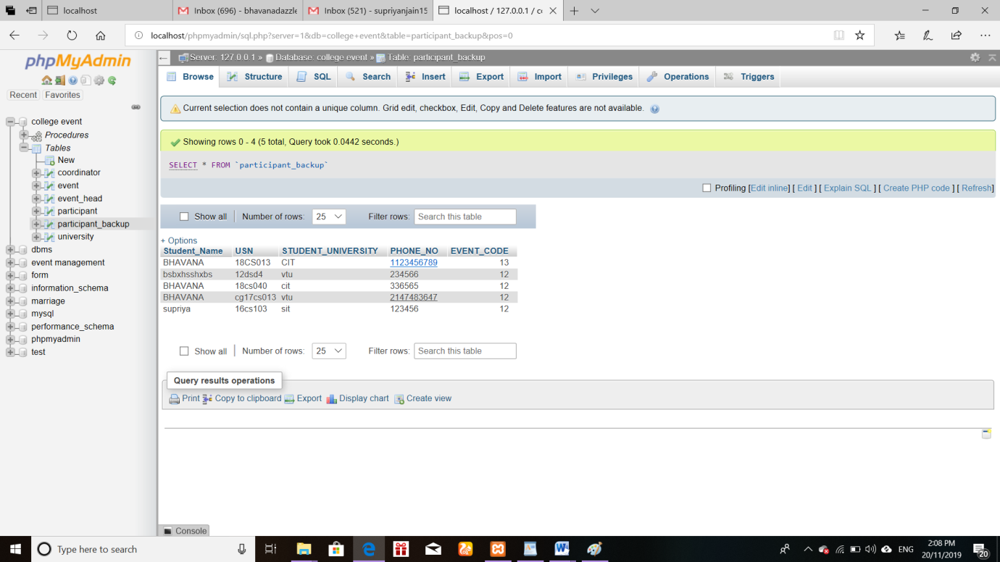 localhost
Inbox (696) - bhavanadazzle
Inbox (521) - supriyanjain15
localhost / 127.0.0.1 / c
localhost/phpmyadmin/sql.php?server=1&db=college+event&table=participant_backup&pos=0
phpMyAdmin
Recent Favorites
college event
Procedures
Tables
New
coordinator
event
event_head
participant
participant_backup
university
dbms
event management
form
information_schema
marriage
mysql
performance_schema
phpmyadmin
test
Server: 127.0.0.1 » Database: college event » Table: participant_backup
Browse Structure SQL Search Insert Export Import Privileges Operations Triggers
Current selection does not contain a unique column. Grid edit, checkbox, Edit, Copy and Delete features are not available.
Showing rows 0 - 4 (5 total, Query took 0.0442 seconds.)
SELECT * FROM `participant_backup`
Profiling [Edit inline] [ Edit ] [ Explain SQL ] [ Create PHP code ] [ Refresh]
Show all Number of rows: 25 Filter rows: Search this table
+ Options
Student_Name USN STUDENT_UNIVERSITY PHONE_NO EVENT_CODE
BHAVANA 18CS013 CIT 1123456789 13
bsbxhsshxbs 12dsd4 vtu 234566 12
BHAVANA 18cs040 cit 336565 12
BHAVANA cg17cs013 vtu 2147483647 12
supriya 16cs103 sit 123456 12
Show all Number of rows: 25 Filter rows: Search this table
Query results operations
Print Copy to clipboard Export Display chart Create view
Console
Type here to search
ENG
2:08 PM
20/11/2019
20